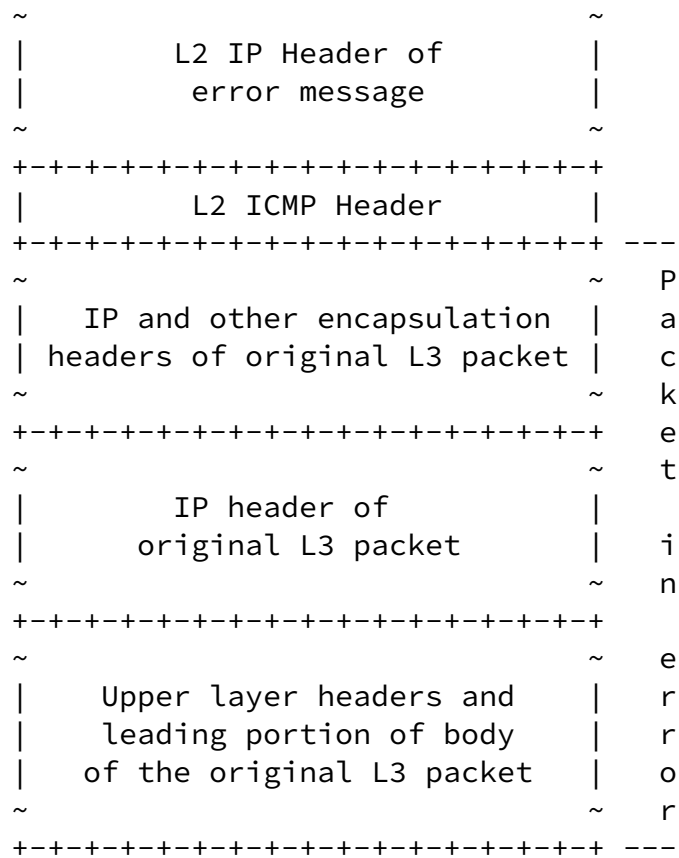 ~                               ~
|        L2 IP Header of        |
|         error message         |
~                               ~
+-+-+-+-+-+-+-+-+-+-+-+-+-+-+-+-+
|         L2 ICMP Header        |
+-+-+-+-+-+-+-+-+-+-+-+-+-+-+-+-+ ---
~                               ~   P
|   IP and other encapsulation  |   a
| headers of original L3 packet |   c
~                               ~   k
+-+-+-+-+-+-+-+-+-+-+-+-+-+-+-+-+   e
~                               ~   t
|        IP header of           |
|      original L3 packet       |   i
~                               ~   n
+-+-+-+-+-+-+-+-+-+-+-+-+-+-+-+-+
~                               ~   e
|    Upper layer headers and    |   r
|    leading portion of body    |   r
|   of the original L3 packet   |   o
~                               ~   r
+-+-+-+-+-+-+-+-+-+-+-+-+-+-+-+-+ ---